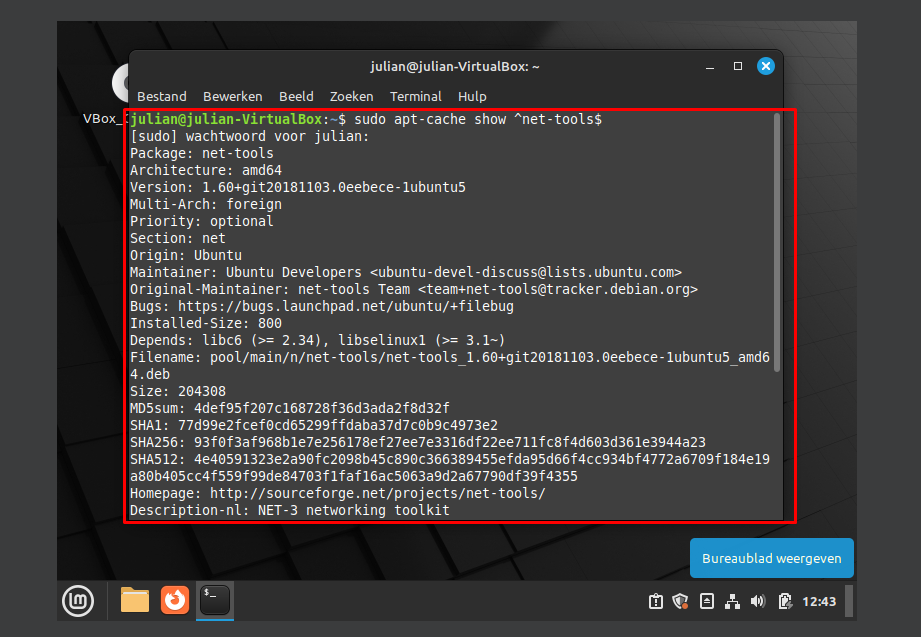 julian@julian-VirtualBox: ~
Bestand Bewerken Beeld Zoeken Terminal Hulp
VBox_
julian@julian-VirtualBox:~$ sudo apt-cache show ^net-tools$
[sudo] wachtwoord voor julian:
Package: net-tools
Architecture: amd64
Version: 1.60+git20181103.0eebece-1ubuntu5
Multi-Arch: foreign
Priority: optional
Section: net
Origin: Ubuntu
Maintainer: Ubuntu Developers <ubuntu-devel-discuss@lists.ubuntu.com>
Original-Maintainer: net-tools Team <team+net-tools@tracker.debian.org>
Bugs: https://bugs.launchpad.net/ubuntu/+filebug
Installed-Size: 800
Depends: libc6 (>= 2.34), libselinux1 (>= 3.1~)
Filename: pool/main/n/net-tools/net-tools_1.60+git20181103.0eebece-1ubuntu5_amd6
4.deb
Size: 204308
MD5sum: 4def95f207c168728f36d3ada2f8d32f
SHA1: 77d99e2fcef0cd65299ffdaba37d7c0b9c4973e2
SHA256: 93f0f3af968b1e7e256178ef27ee7e3316df22ee711fc8f4d603d361e3944a23
SHA512: 4e40591323e2a90fc2098b45c890c366389455efda95d66f4cc934bf4772a6709f184e19
a80b405cc4f559f99de84703f1faf16ac5063a9d2a67790df39f4355
Homepage: http://sourceforge.net/projects/net-tools/
Description-nl: NET-3 networking toolkit
Bureaublad weergeven
$_
12:43